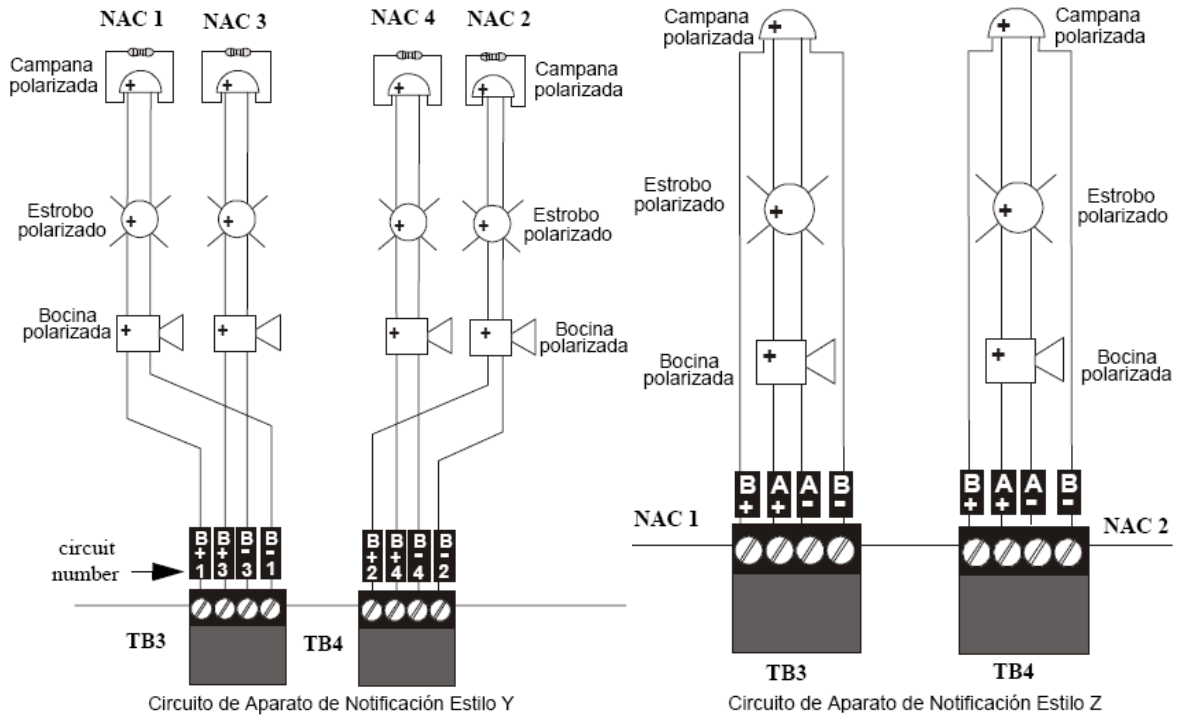 NAC 1
NAC 3
NAC 4
NAC 2
Campana
polarizada
+
+
+
+
Campana
polarizada
Estrobo
polarizado
+
+
+
+
Estrobo
polarizado
Bocina
polarizada
+
+
+
+
Bocina
polarizada
circuit
number
B+1
B+3
B-3
B-1
B+2
B+4
B-4
B-2
TB3
TB4
Circuito de Aparato de Notificación Estilo Y
Campana
polarizada
+
+
Campana
polarizada
Estrobo
polarizado
+
+
Estrobo
polarizado
Bocina
polarizada
+
+
Bocina
polarizada
B+
A+
A-
B-
B+
A+
A-
B-
NAC 1
NAC 2
TB3
TB4
Circuito de Aparato de Notificación Estilo Z